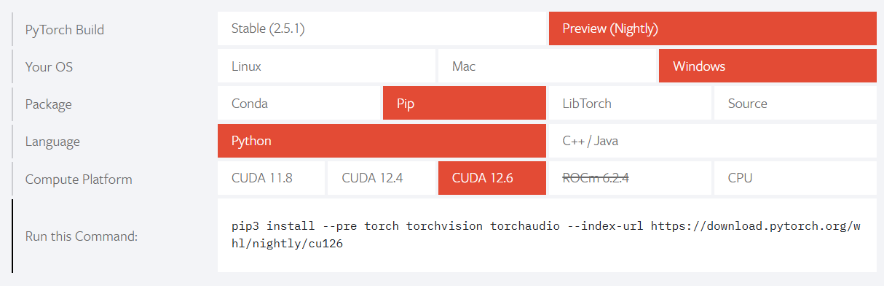 PyTorch Build Stable (2.5.1) Preview (Nightly)
Your OS Linux Mac Windows
Package Conda Pip LibTorch Source
Language Python C++ / Java
Compute Platform CUDA 11.8 CUDA 12.4 CUDA 12.6 ROCm 6.2.4 CPU
Run this Command: pip3 install --pre torch torchvision torchaudio --index-url https://download.pytorch.org/w
hl/nightly/cu126